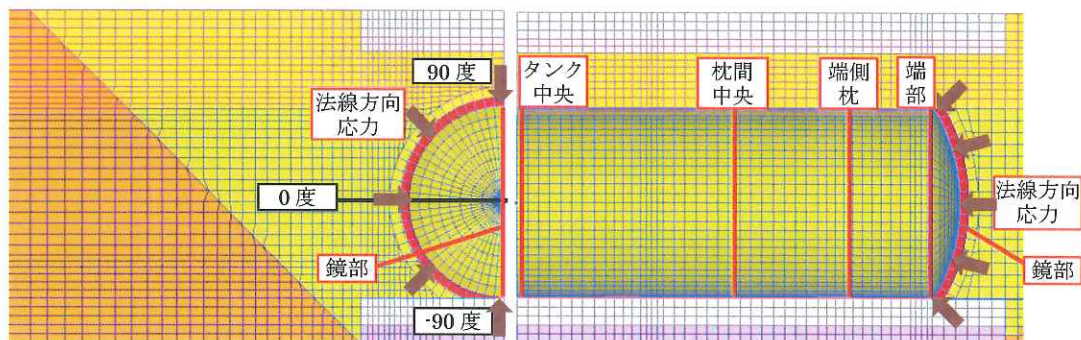 90 度
法線方向
応力
0 度
鏡部
-90 度
タンク
中央
枕間
中央
端側
枕
端
部
法線方向
応力
鏡部